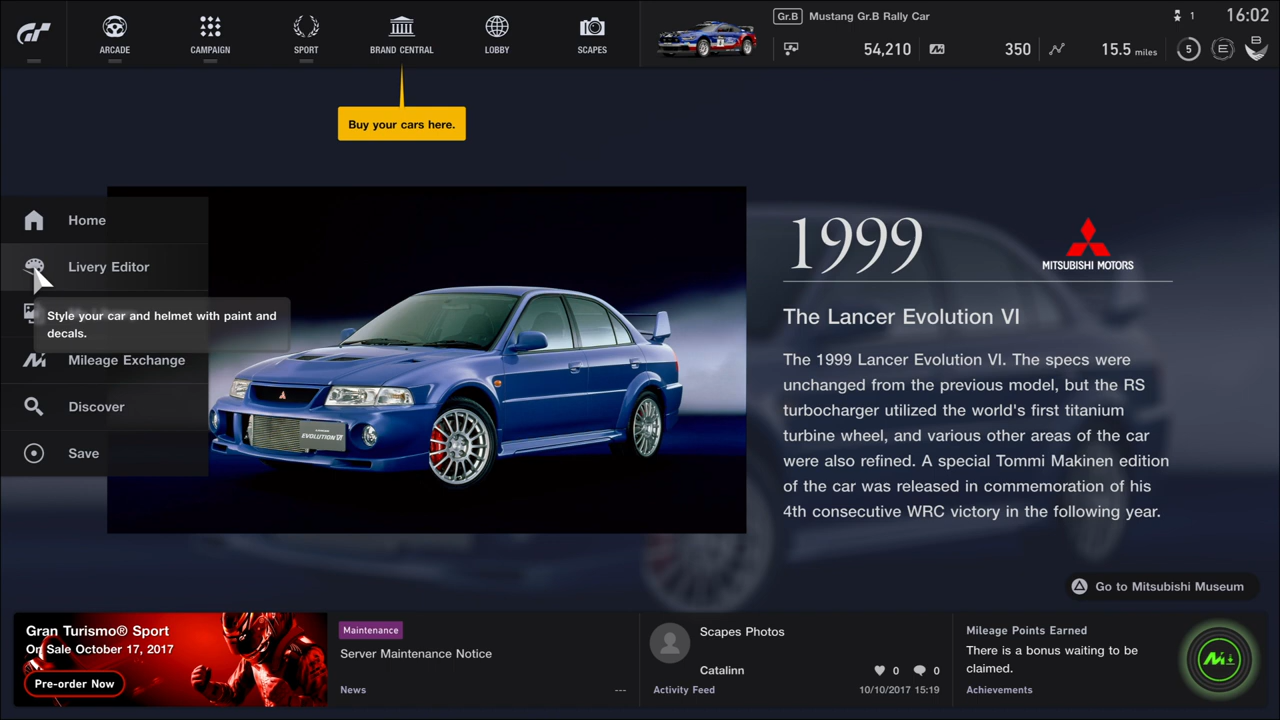 ARCADE
CAMPAIGN
SPORT
BRAND CENTRAL
LOBBY
SCAPES
Gr.B Mustang Gr.B Rally Car
1
16:02
54,210
350
15.5 miles
5
E
B
Buy your cars here.
Home
Livery Editor
Style your car and helmet with paint and
decals.
Mileage Exchange
Discover
Save
EVOLUTION VI
1999
MITSUBISHI MOTORS
The Lancer Evolution VI
The 1999 Lancer Evolution VI. The specs were
unchanged from the previous model, but the RS
turbocharger utilized the world's first titanium
turbine wheel, and various other areas of the car
were also refined. A special Tommi Makinen edition
of the car was released in commemoration of his
4th consecutive WRC victory in the following year.
Go to Mitsubishi Museum
Gran Turismo® Sport
On Sale October 17, 2017
Pre-order Now
Maintenance
Server Maintenance Notice
News
---
Scapes Photos
Catalinn
0
0
Activity Feed
10/10/2017 15:19
Mileage Points Earned
There is a bonus waiting to be
claimed.
Achievements